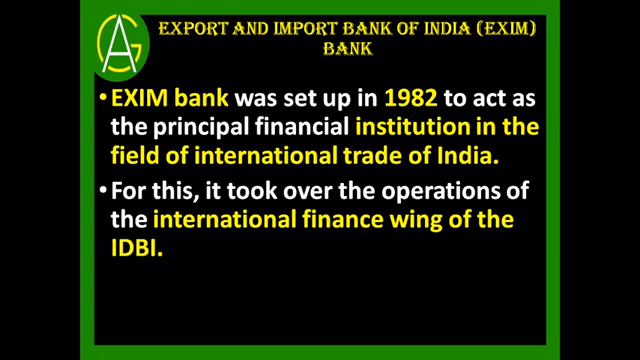 EXPORT AND IMPORT BANK OF INDIA (EXIM)
BANK
• EXIM bank was set up in 1982 to act as
the principal financial institution in the
field of international trade of India.
• For this, it took over the operations of
the international finance wing of the
IDBI.